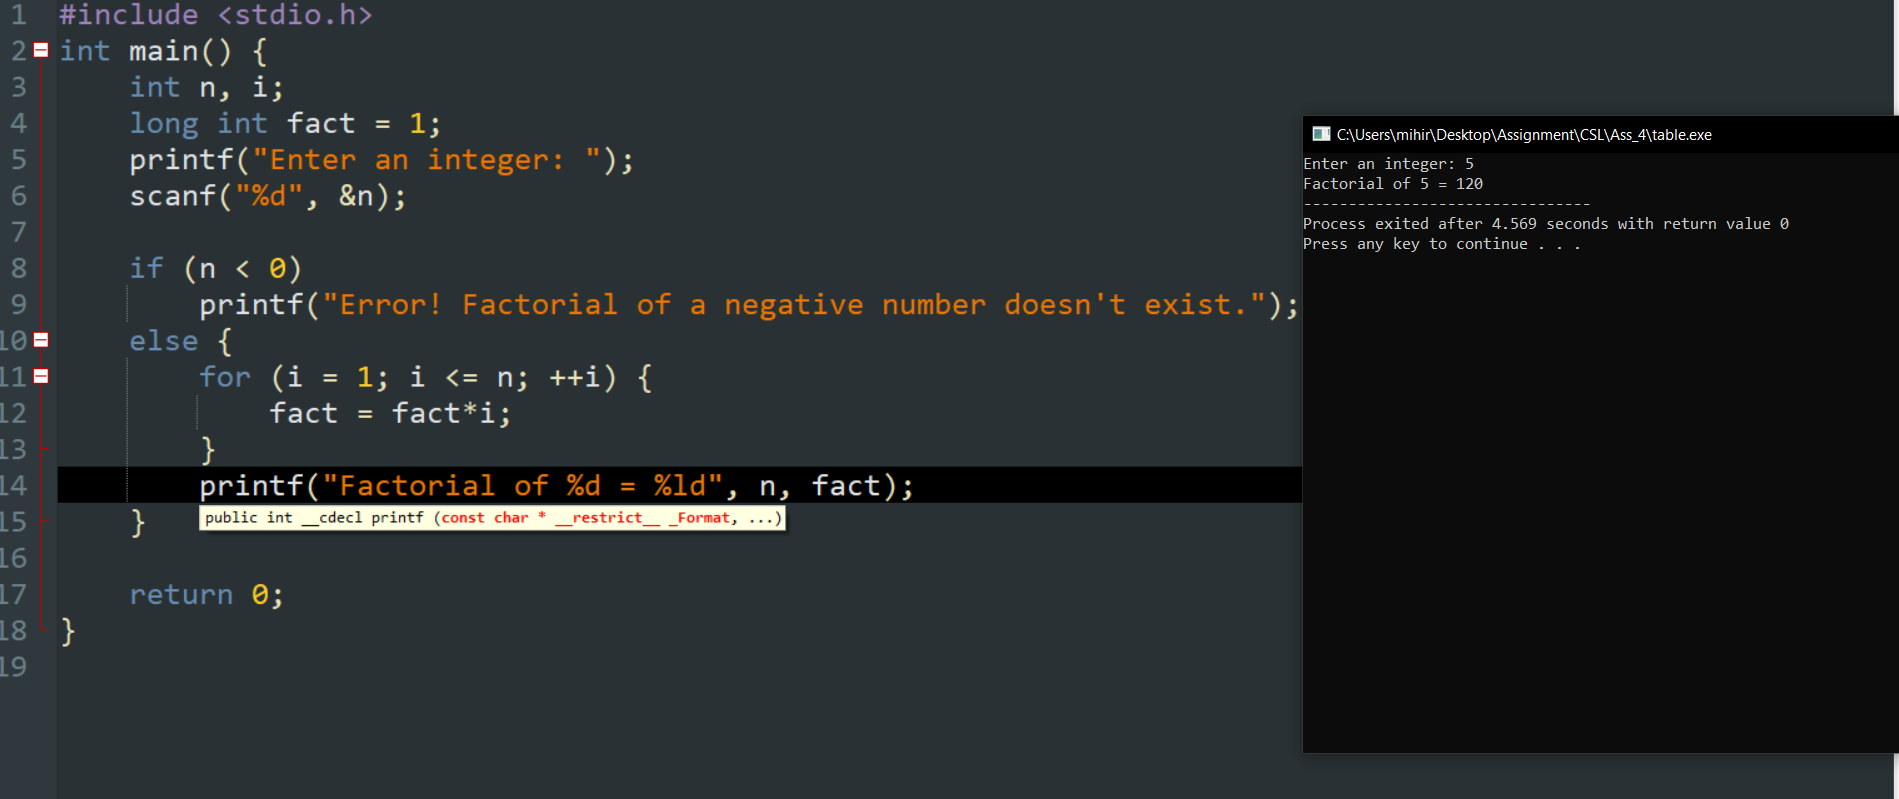 1 #include <stdio.h>
2 int main() {
3 int n, i;
4 long int fact = 1;
5 printf("Enter an integer: ");
6 scanf("%d", &n);
7
8 if (n < 0)
9 printf("Error! Factorial of a negative number doesn't exist.");
10 else {
11 for (i = 1; i <= n; ++i) {
12 fact = fact*i;
13 }
14 printf("Factorial of %d = %ld", n, fact);
public int __cdecl printf (const char * __restrict__ _Format, ...)
15 }
16
17 return 0;
18 }
19
C:\Users\mihir\Desktop\Assignment\CSL\Ass_4\table.exe
Enter an integer: 5
Factorial of 5 = 120
--------------------------------
Process exited after 4.569 seconds with return value 0
Press any key to continue . . .